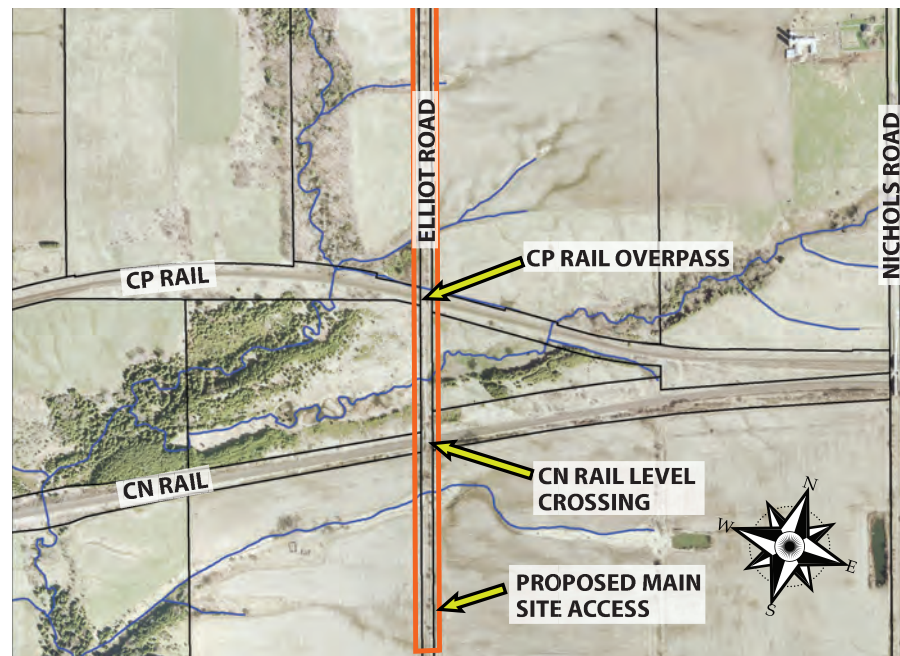 ELLIOT ROAD
NICHOLS ROAD
CP RAIL OVERPASS
CP RAIL
CN RAIL LEVEL
CROSSING
CN RAIL
N
W
E
S
PROPOSED MAIN
SITE ACCESS